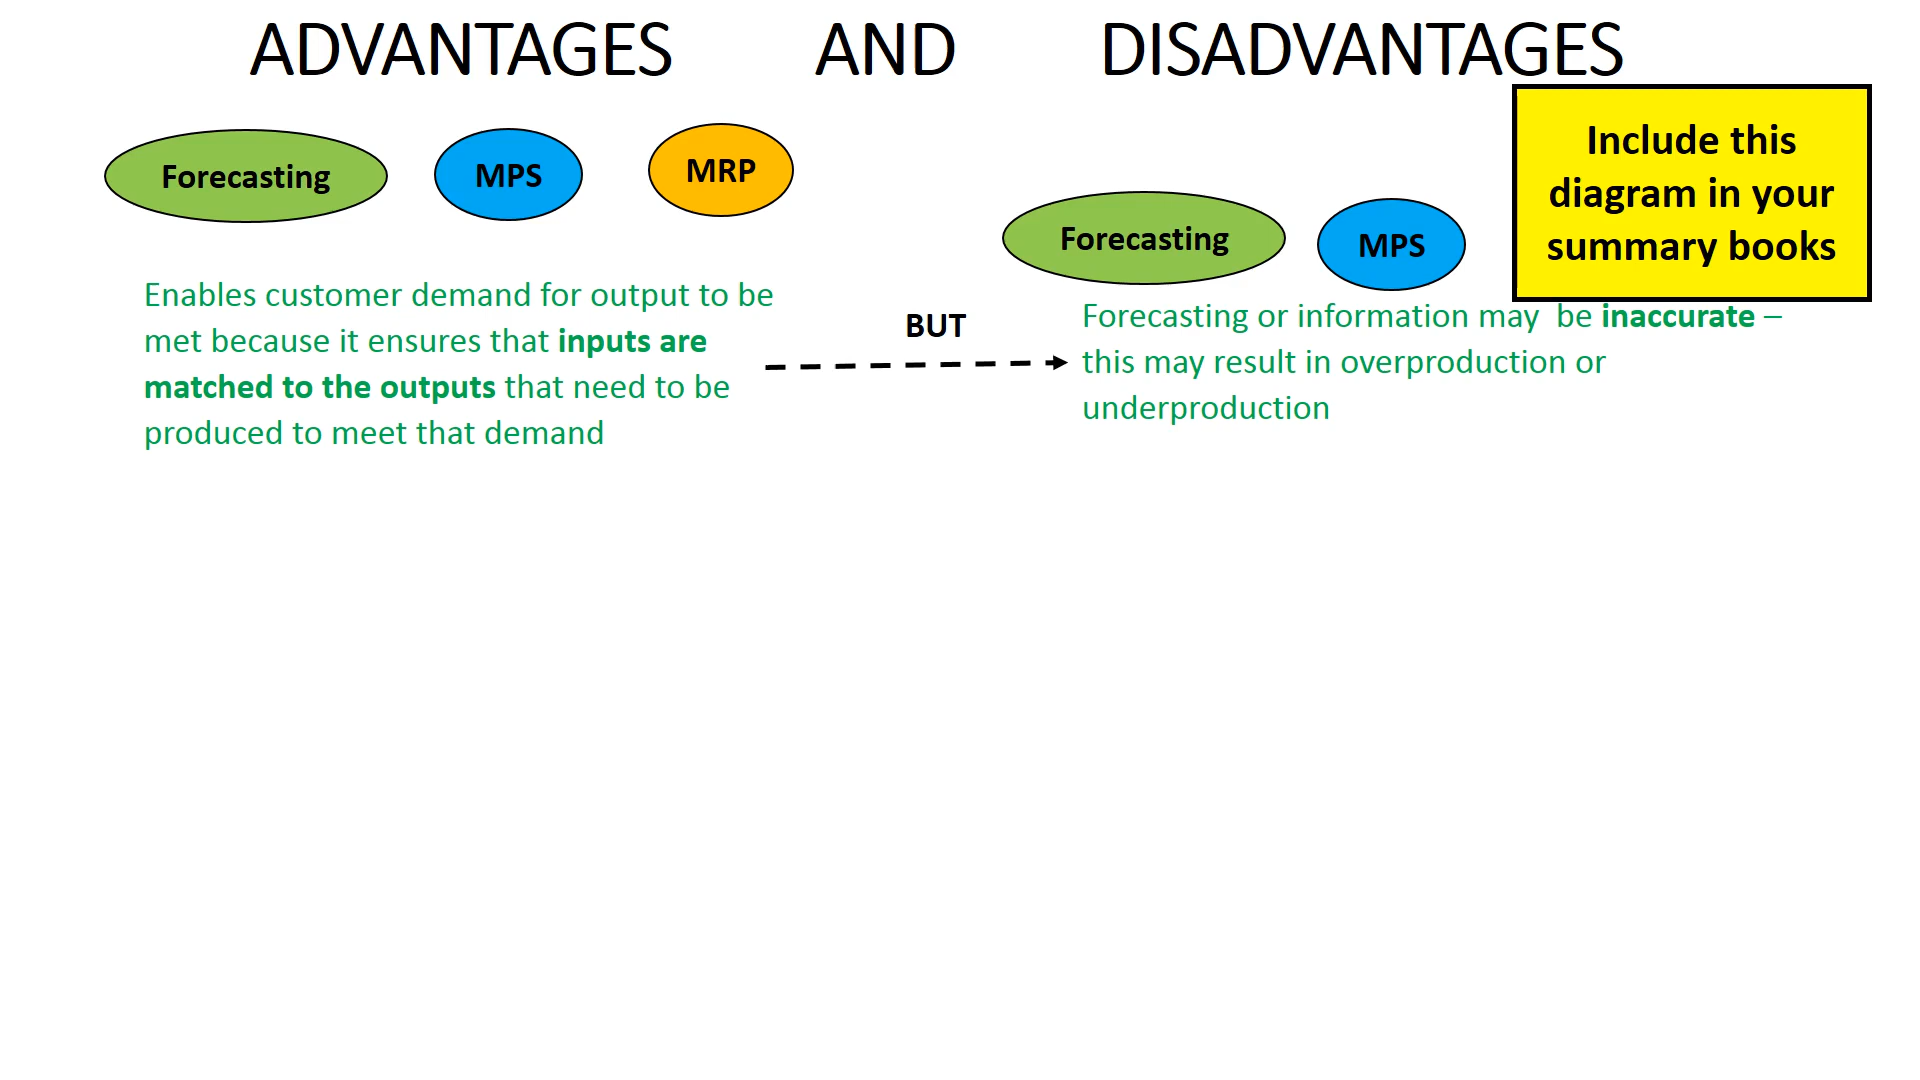 ADVANTAGES AND DISADVANTAGES
Forecasting
MPS
MRP
Enables customer demand for output to be
met because it ensures that inputs are
matched to the outputs that need to be
produced to meet that demand
BUT
Forecasting
MPS
Include this
diagram in your
summary books
Forecasting or information may  be inaccurate –
this may result in overproduction or
underproduction